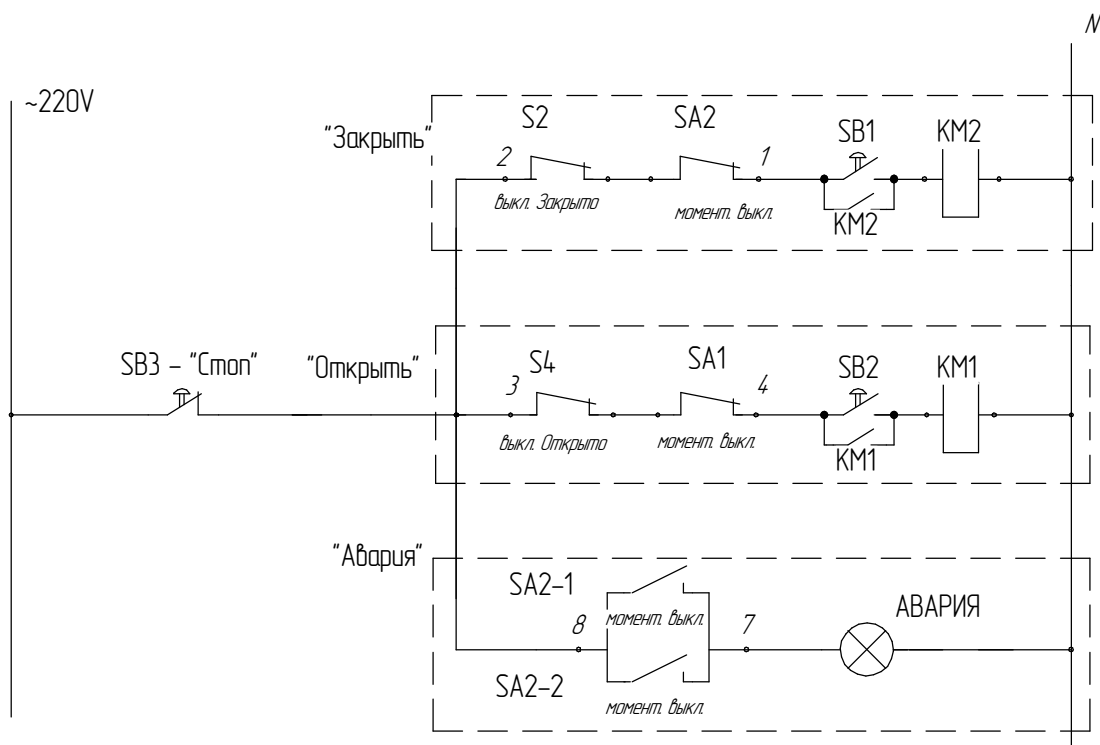 N
~220V
"Закрыть"
S2
SA2
SB1
KM2
2
1
выкл. Закрыто
момент. выкл.
KM2
SB3 - "Стоп"
"Открыть"
S4
SA1
SB2
KM1
3
4
выкл. Открыто
момент. выкл.
KM1
"Авария"
SA2-1
АВАРИЯ
момент. выкл.
8
7
SA2-2
момент. выкл.